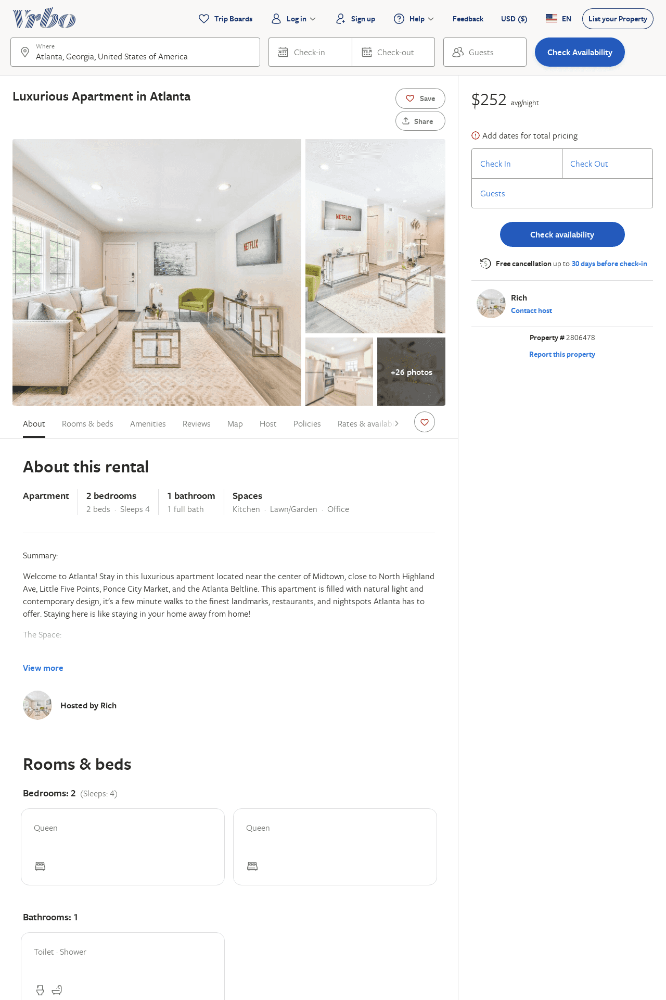 Vrbo
Trip Boards
Log in
Sign up
Help
Feedback
USD ($)
EN
List your Property
Where
Atlanta, Georgia, United States of America
Check-in
Check-out
Guests
Check Availability
Luxurious Apartment in Atlanta
Save
Share
NETFLIX
NETFLIX
+26 photos
$252 avg/night
Add dates for total pricing
Check In
Check Out
Guests
Check availability
Free cancellation up to 30 days before check-in
Rich
Contact host
Property # 2806478
Report this property
About
Rooms & beds
Amenities
Reviews
Map
Host
Policies
Rates & availab
About this rental
Apartment
2 bedrooms
2 beds · Sleeps 4
1 bathroom
1 full bath
Spaces
Kitchen · Lawn/Garden · Office
Summary:
Welcome to Atlanta! Stay in this luxurious apartment located near the center of Midtown, close to North Highland
Ave, Little Five Points, Ponce City Market, and the Atlanta Beltline. This apartment is filled with natural light and
contemporary design, it's a few minute walks to the finest landmarks, restaurants, and nightspots Atlanta has to
offer. Staying here is like staying in your home away from home!
The Space:
View more
Hosted by Rich
Rooms & beds
Bedrooms: 2 (Sleeps: 4)
Queen
Queen
Bathrooms: 1
Toilet · Shower